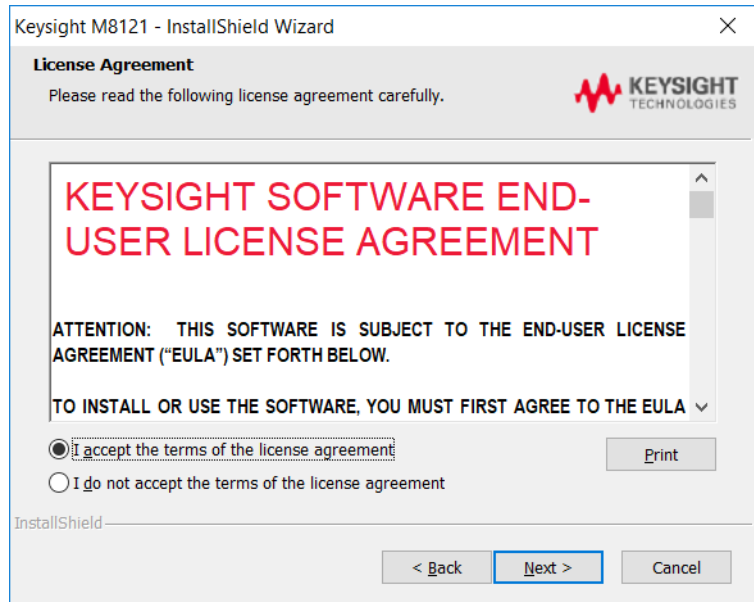 Keysight M8121 - InstallShield Wizard
License Agreement
Please read the following license agreement carefully.
KEYSIGHT
TECHNOLOGIES
KEYSIGHT SOFTWARE END-
USER LICENSE AGREEMENT
ATTENTION: THIS SOFTWARE IS SUBJECT TO THE END-USER LICENSE
AGREEMENT (“EULA”) SET FORTH BELOW.
TO INSTALL OR USE THE SOFTWARE, YOU MUST FIRST AGREE TO THE EULA
I accept the terms of the license agreement
Print
I do not accept the terms of the license agreement
InstallShield
< Back
Next >
Cancel